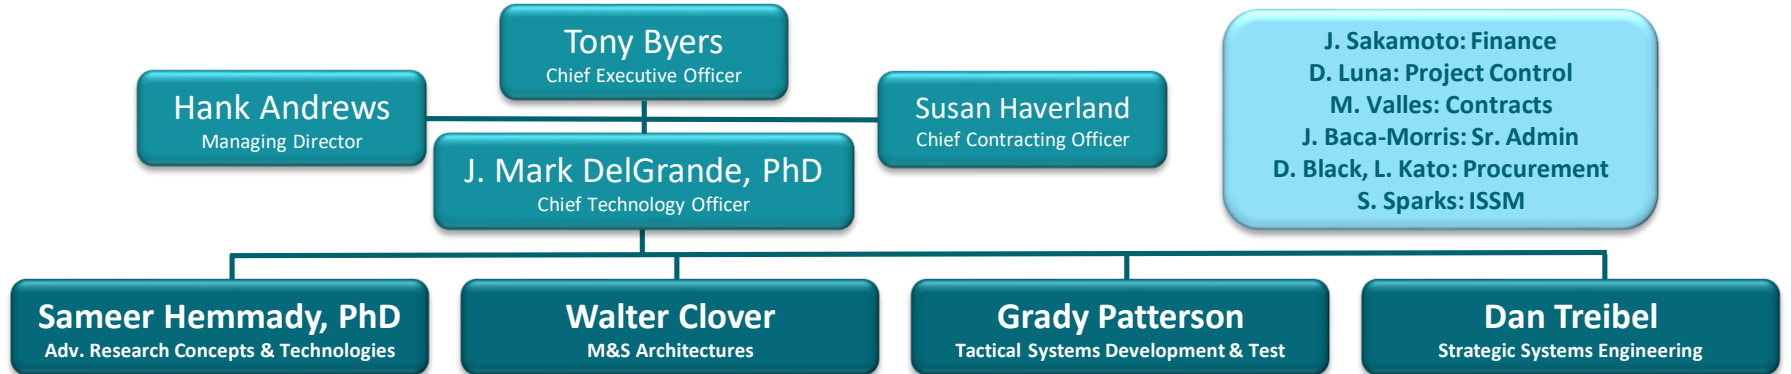 Tony Byers
Chief Executive Officer
Hank Andrews
Managing Director
Susan Haverland
Chief Contracting Officer
J. Mark DelGrande, PhD
Chief Technology Officer
J. Sakamoto: Finance
D. Luna: Project Control
M. Valles: Contracts
J. Baca-Morris: Sr. Admin
D. Black, L. Kato: Procurement
S. Sparks: ISSM
Sameer Hemmady, PhD
Adv. Research Concepts & Technologies
Walter Clover
M&S Architectures
Grady Patterson
Tactical Systems Development & Test
Dan Treibel
Strategic Systems Engineering